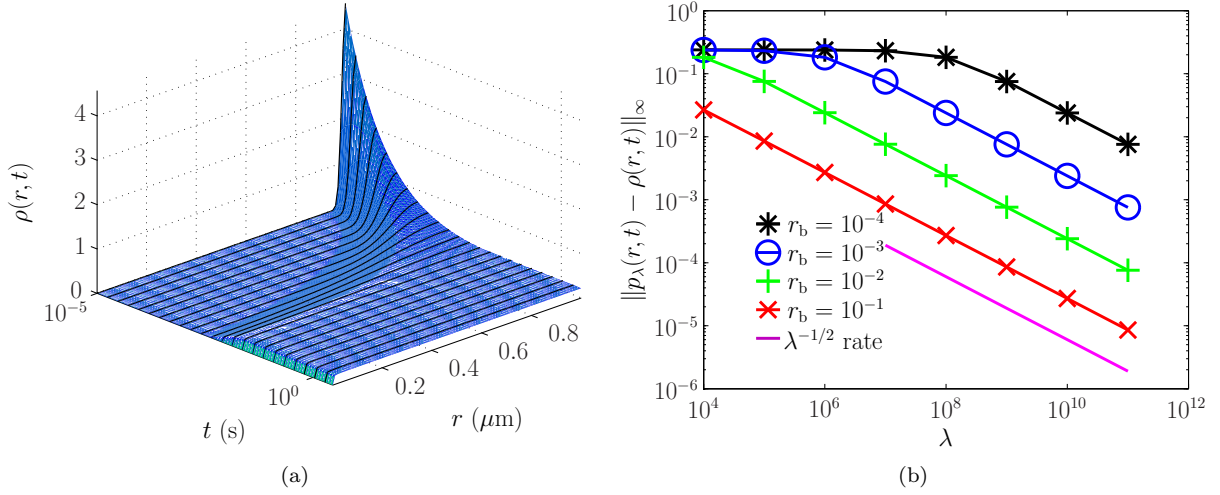 4
3
2
1
0
ρ(r, t)
10^{-5}
10^0
t (s)
0.2
0.4
0.6
0.8
r (μm)
(a)
10^0
10^{-1}
10^{-2}
10^{-3}
10^{-4}
10^{-5}
10^{-6}
‖p_λ(r, t) − ρ(r, t)‖_∞
r_b = 10^{-4}
r_b = 10^{-3}
r_b = 10^{-2}
r_b = 10^{-1}
λ^{-1/2} rate
10^4
10^6
10^8
10^{10}
10^{12}
λ
(b)